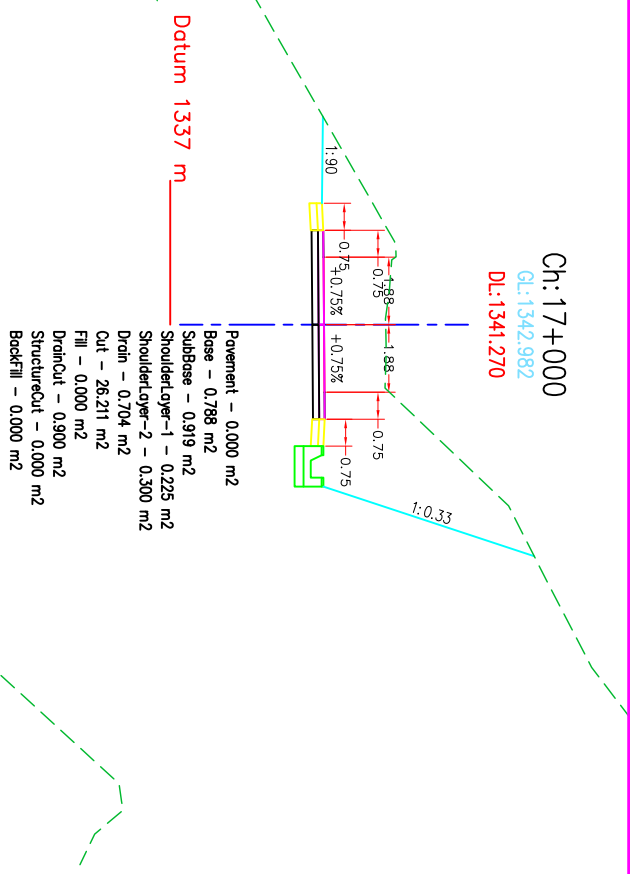 Ch:17+000
GL:1342.982
DL:1341.270
1:90
0.75
0.75
1.88
1.88
0.75
0.75
+0.75%
+0.75%
1:0.33
Datum 1337 m
Pavement - 0.000 m2
Base - 0.788 m2
SubBase - 0.919 m2
ShoulderLayer-1 - 0.225 m2
ShoulderLayer-2 - 0.300 m2
Drain - 0.704 m2
Cut - 26.211 m2
Fill - 0.000 m2
DrainCut - 0.900 m2
StructureCut - 0.000 m2
BackFill - 0.000 m2